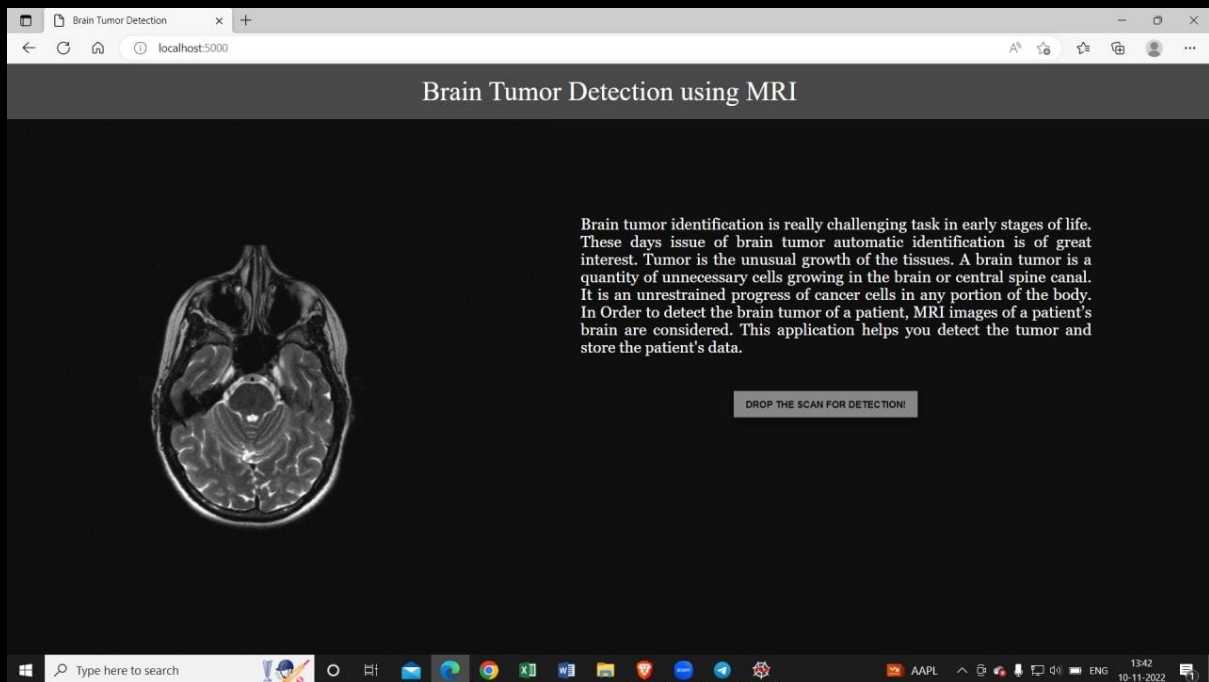 Brain Tumor Detection
localhost:5000
Brain Tumor Detection using MRI
Brain tumor identification is really challenging task in early stages of life.
These days issue of brain tumor automatic identification is of great
interest. Tumor is the unusual growth of the tissues. A brain tumor is a
quantity of unnecessary cells growing in the brain or central spine canal.
It is an unrestrained progress of cancer cells in any portion of the body.
In Order to detect the brain tumor of a patient, MRI images of a patient's
brain are considered. This application helps you detect the tumor and
store the patient's data.
DROP THE SCAN FOR DETECTION!
Type here to search
AAPL
ENG
13:42
10-11-2022